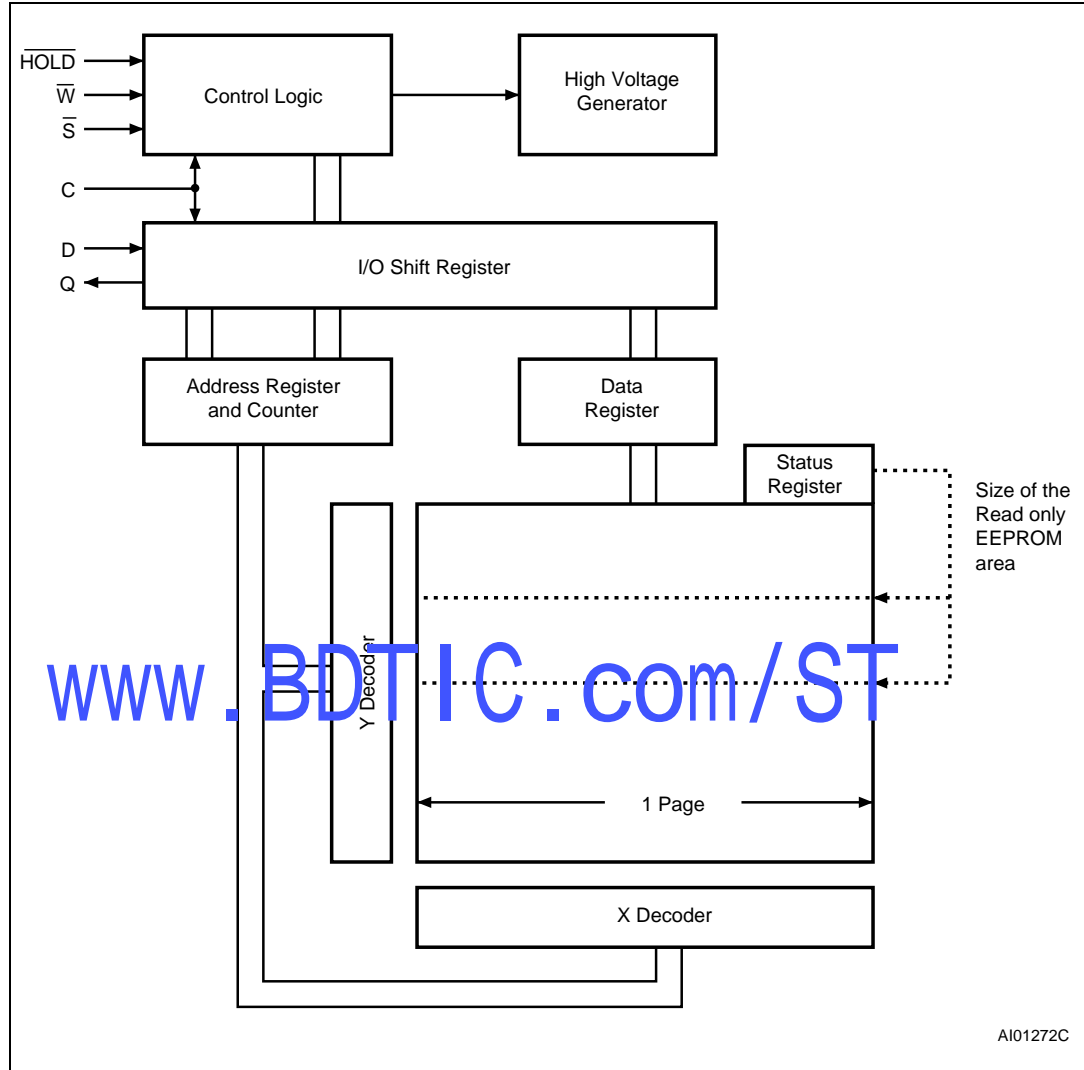 HOLD
W
S
C
D
Q
Control Logic
High Voltage
Generator
I/O Shift Register
Address Register
and Counter
Data
Register
Status
Register
Size of the
Read only
EEPROM
area
Y Decoder
www.BDTIC.com/ST
1 Page
X Decoder
AI01272C